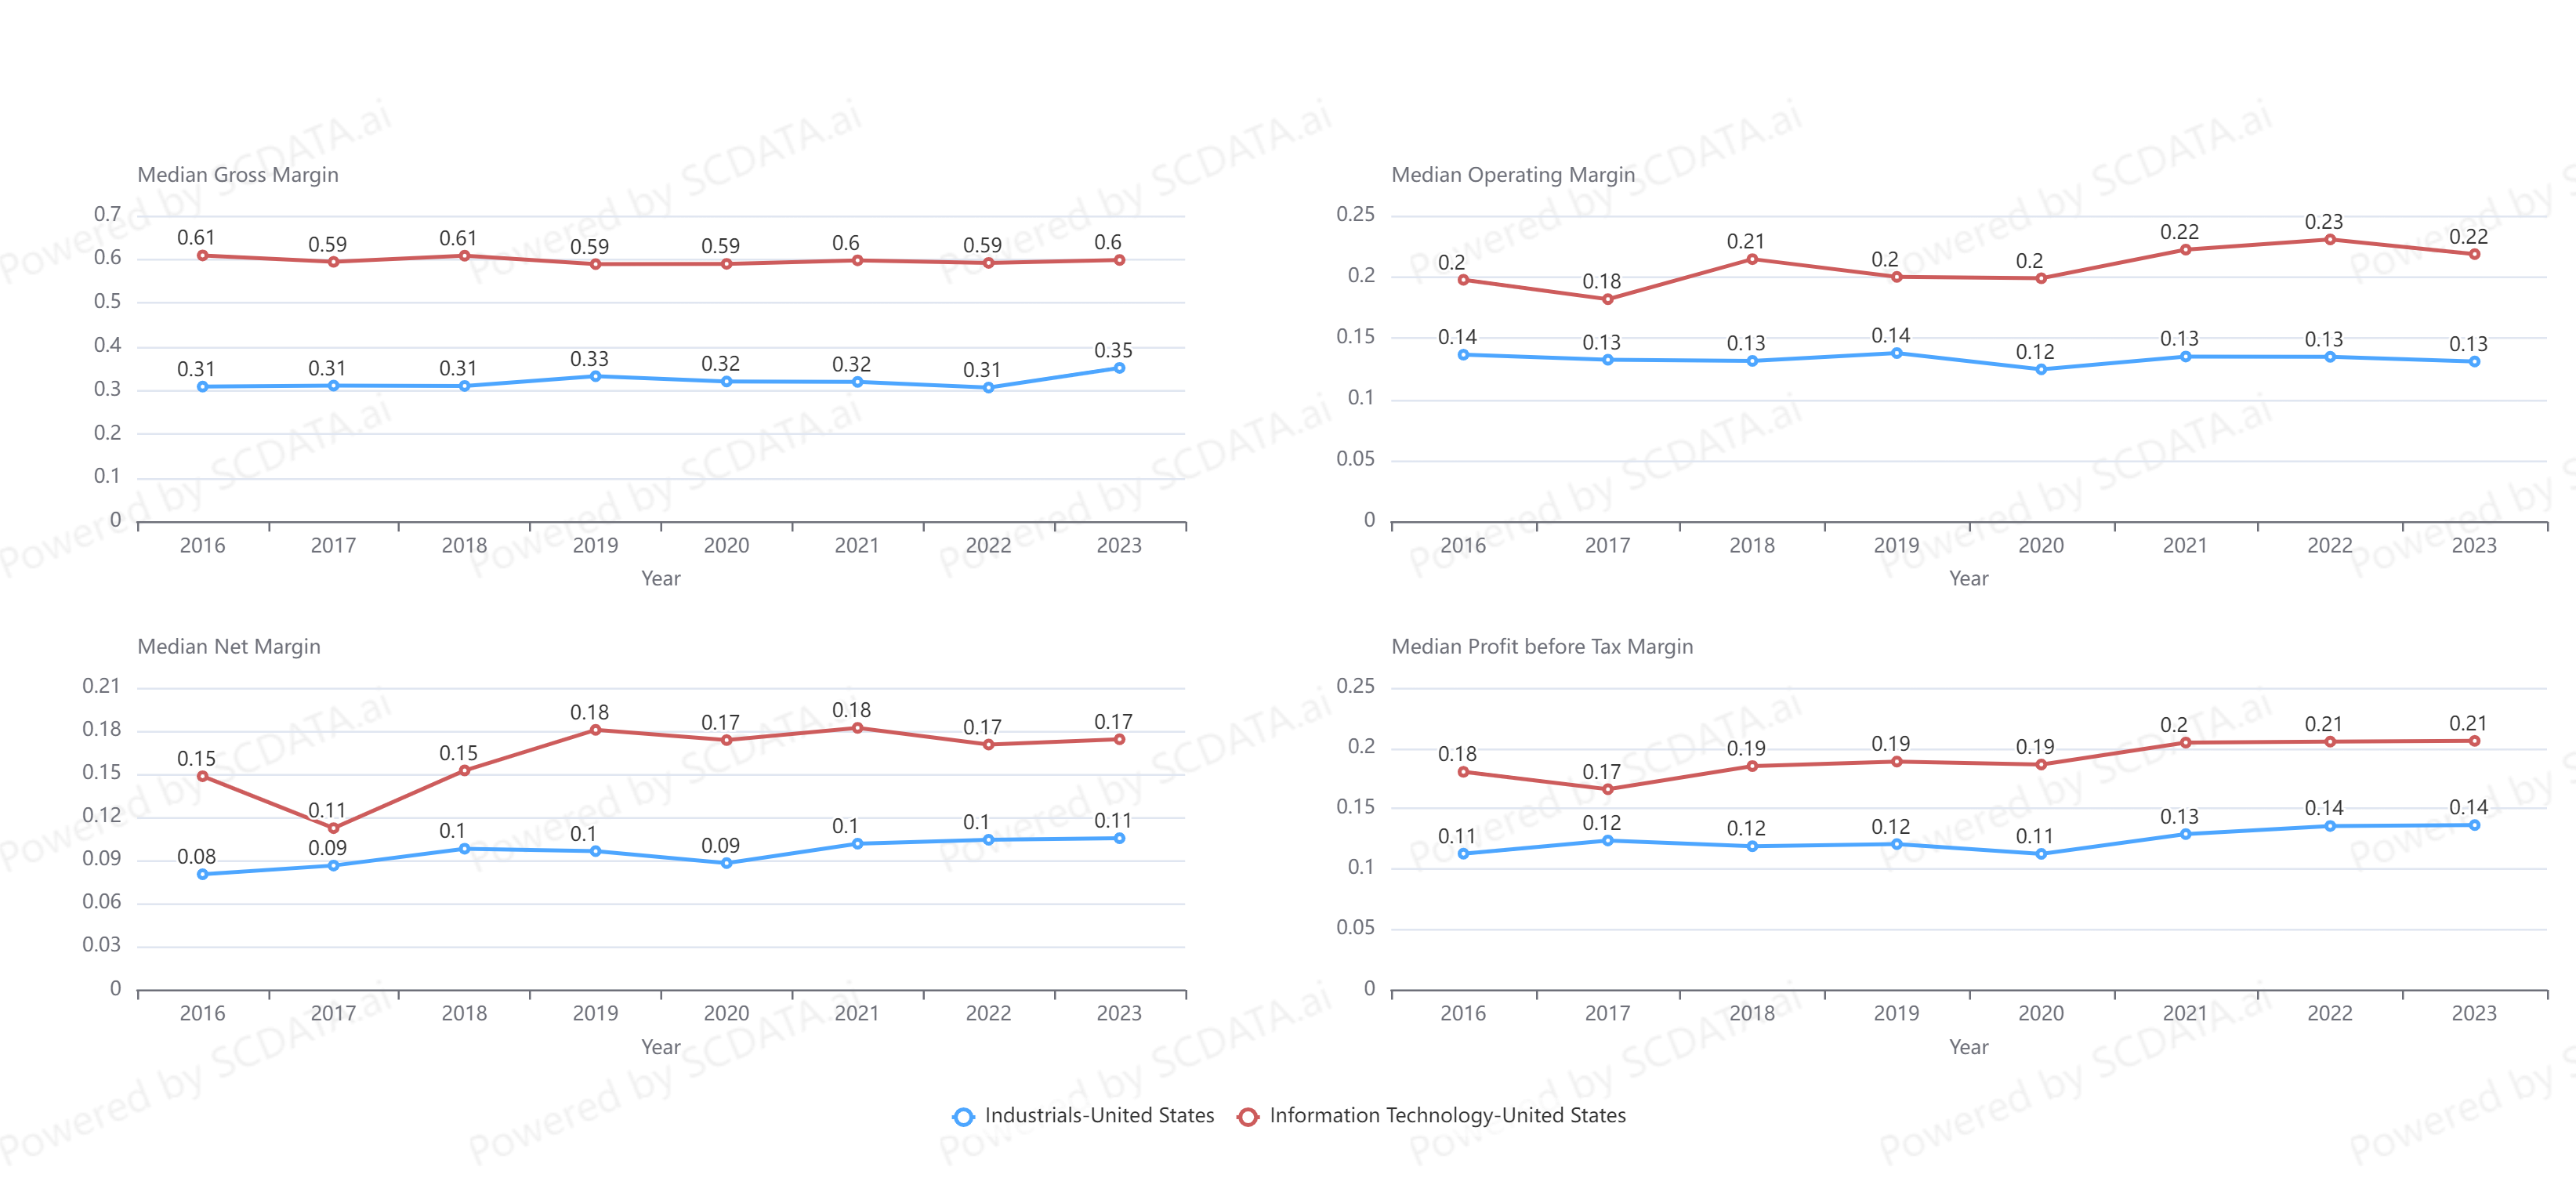 Median Gross Margin
0.7
0.6
0.5
0.4
0.3
0.2
0.1
0
0.61 0.59 0.61 0.59 0.59 0.6 0.59 0.6
0.31 0.31 0.31 0.33 0.32 0.32 0.31 0.35
2016 2017 2018 2019 2020 2021 2022 2023
Year
Median Operating Margin
0.25
0.2
0.15
0.1
0.05
0
0.2 0.18 0.21 0.2 0.2 0.22 0.23 0.22
0.14 0.13 0.13 0.14 0.12 0.13 0.13 0.13
2016 2017 2018 2019 2020 2021 2022 2023
Year
Median Net Margin
0.21
0.18
0.15
0.12
0.09
0.06
0.03
0
0.15 0.11 0.15 0.18 0.17 0.18 0.17 0.17
0.08 0.09 0.1 0.1 0.09 0.1 0.1 0.11
2016 2017 2018 2019 2020 2021 2022 2023
Year
Median Profit before Tax Margin
0.25
0.2
0.15
0.1
0.05
0
0.18 0.17 0.19 0.19 0.19 0.2 0.21 0.21
0.11 0.12 0.12 0.12 0.11 0.13 0.14 0.14
2016 2017 2018 2019 2020 2021 2022 2023
Year
Industrials-United States Information Technology-United States
Powered by SCDATA.ai